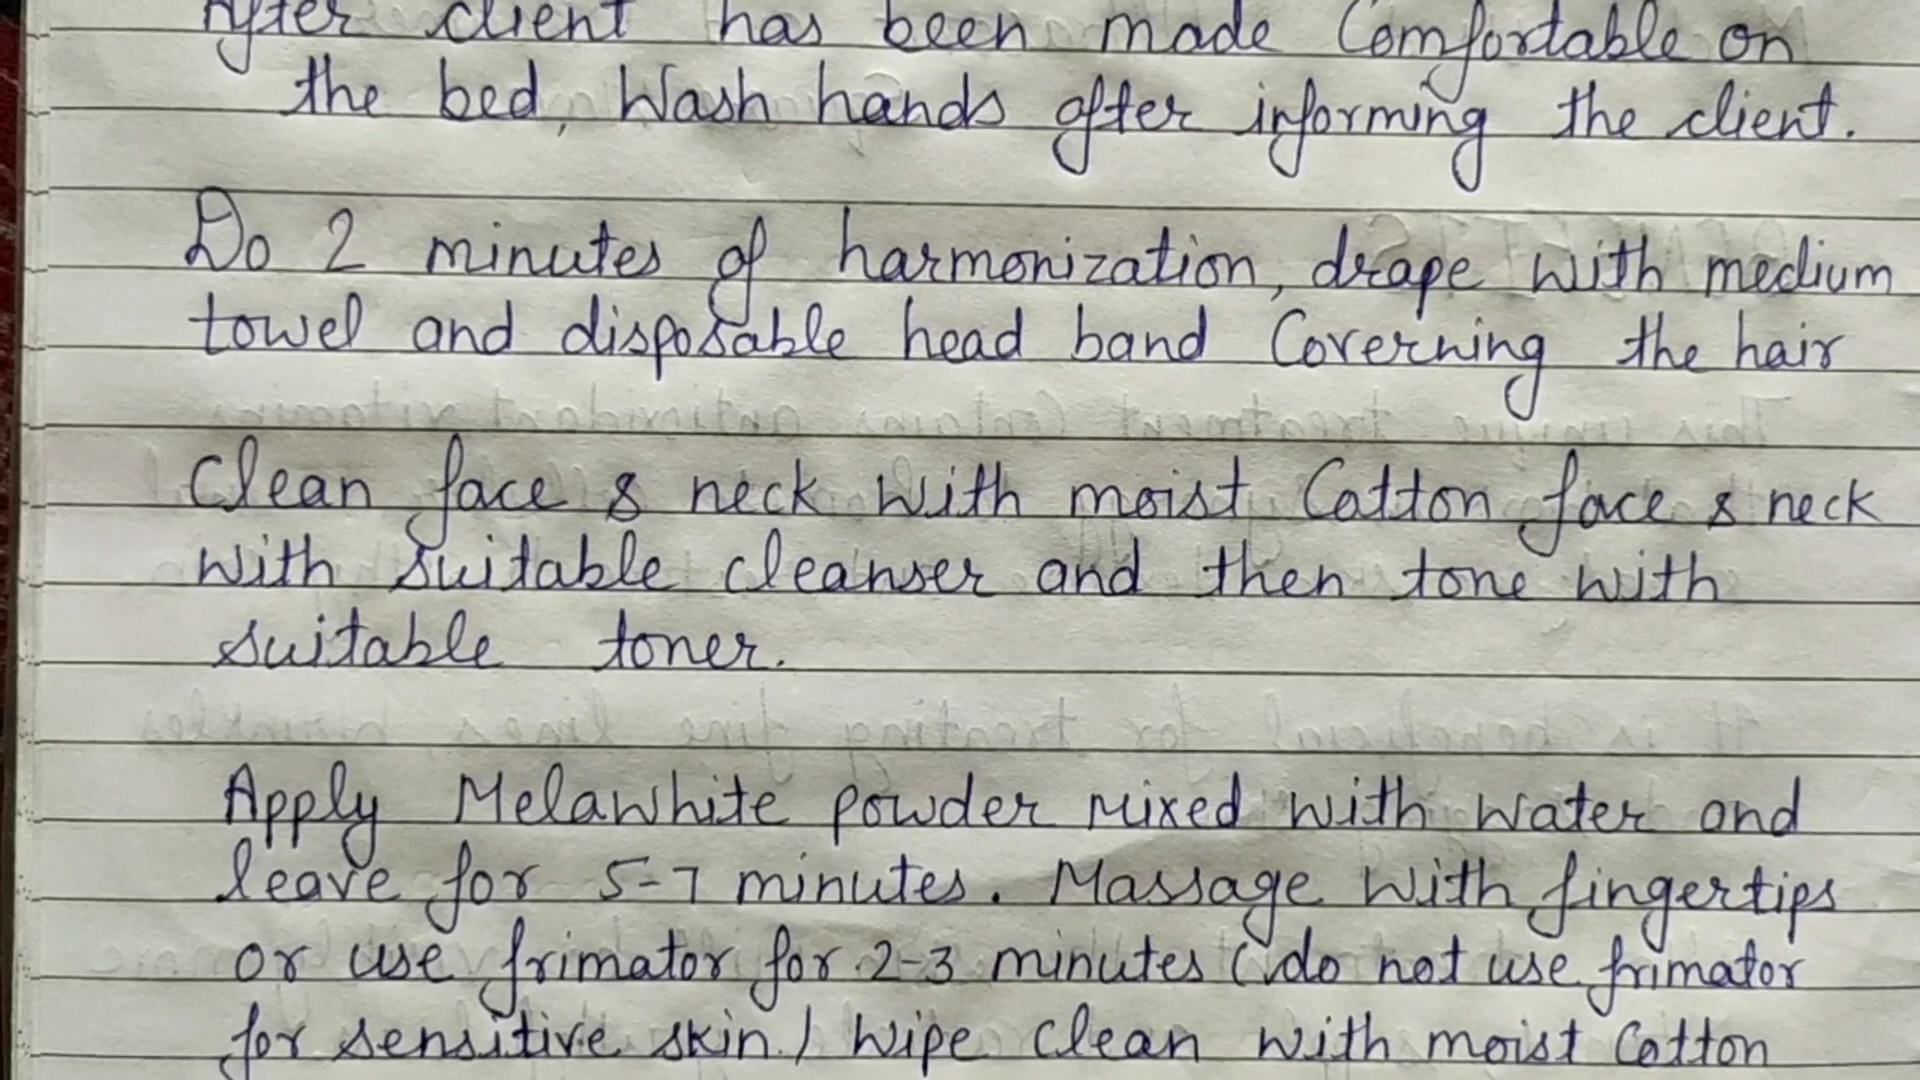 After client has been made Comfortable on
the bed, Wash hands after informing the client.
Do 2 minutes of harmonization, drape with medium
towel and disposable head band Coverning the hair
Clean face & neck with moist Cotton face & neck
with suitable cleanser and then tone with
suitable toner.
Apply Melawhite powder mixed with water and
leave for 5-7 minutes. Massage with fingertips
or use frimator for 2-3 minutes (do not use frimator
for sensitive skin.) wipe clean with moist Cotton